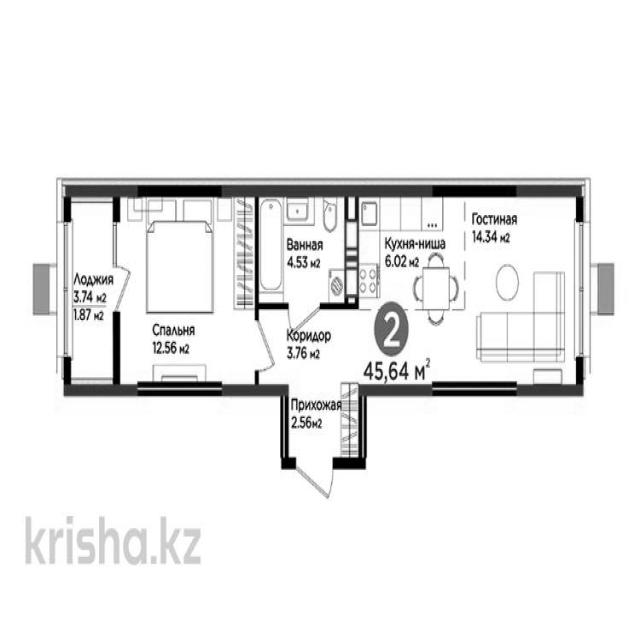 Лоджия
3.74 м2
1.87 м2
Спальня
12.56 м2
Ванная
4.53 м2
Коридор
3.76 м2
Прихожая
2.56м2
Кухня-ниша
6.02 м2
Гостиная
14.34 м2
2
45,64 м2
krisha.kz